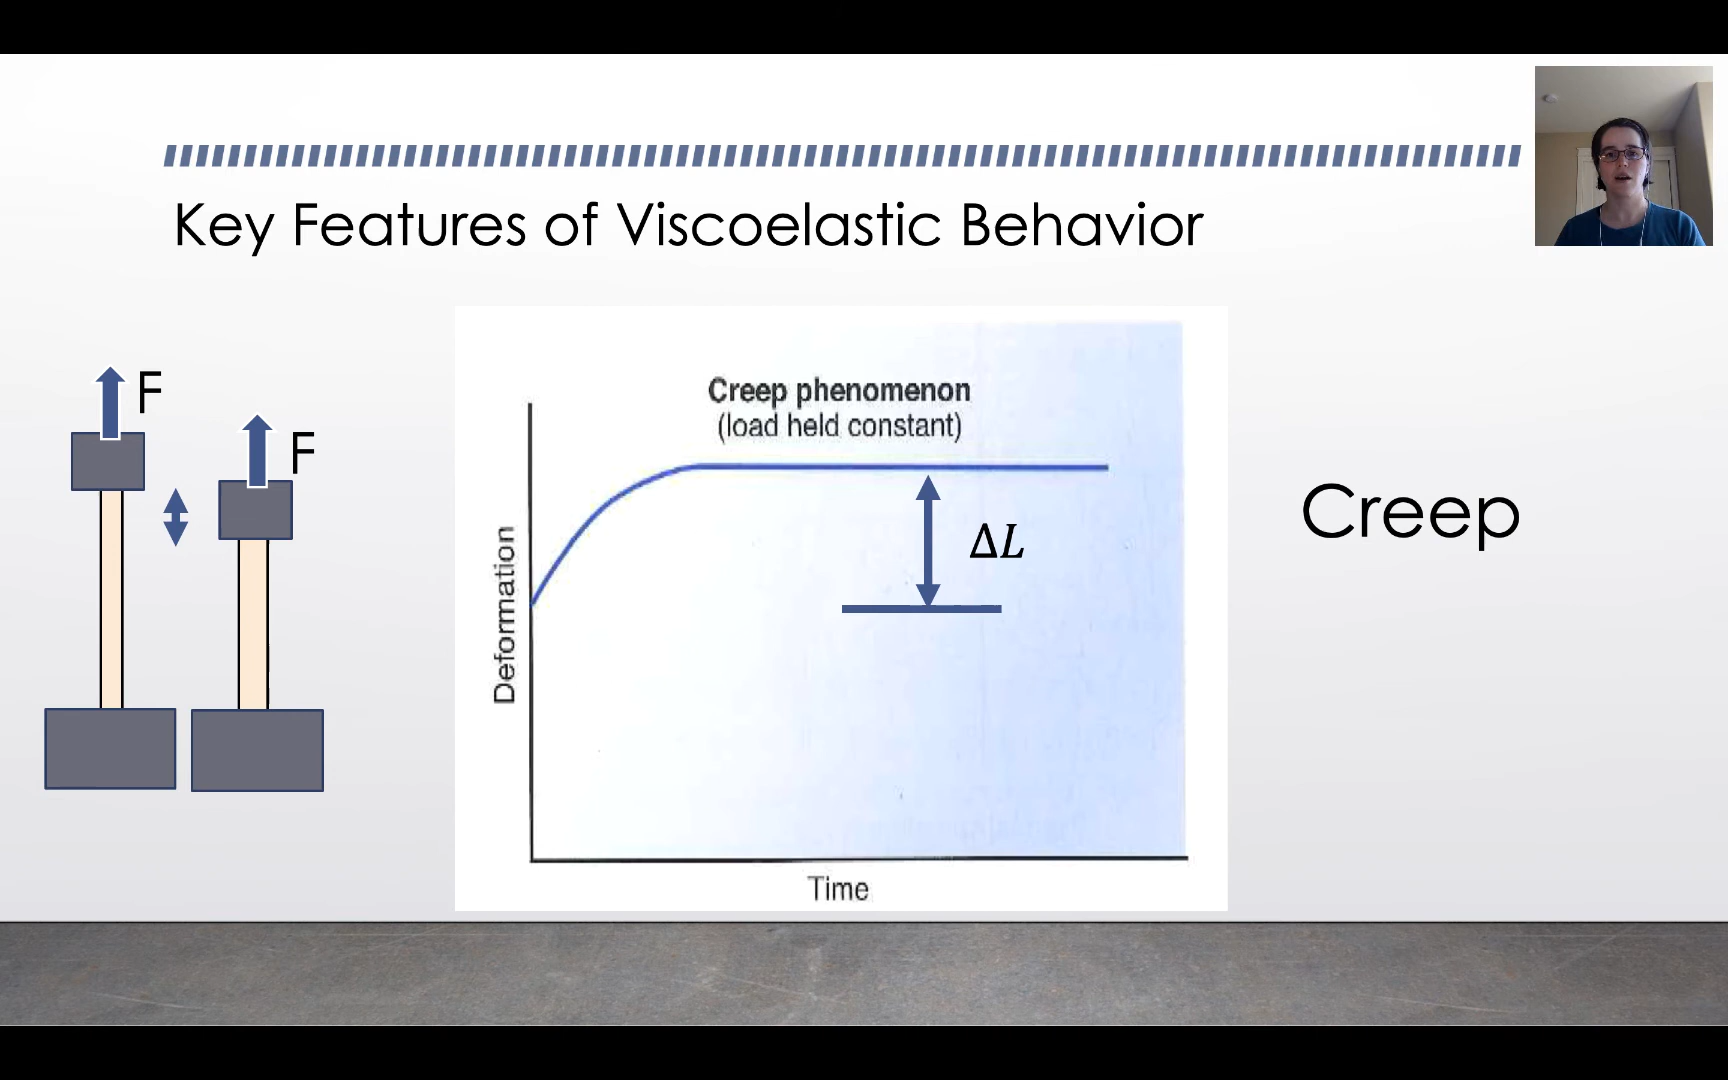 Key Features of Viscoelastic Behavior
F
F
Creep phenomenon
(load held constant)
Deformation
ΔL
Time
Creep